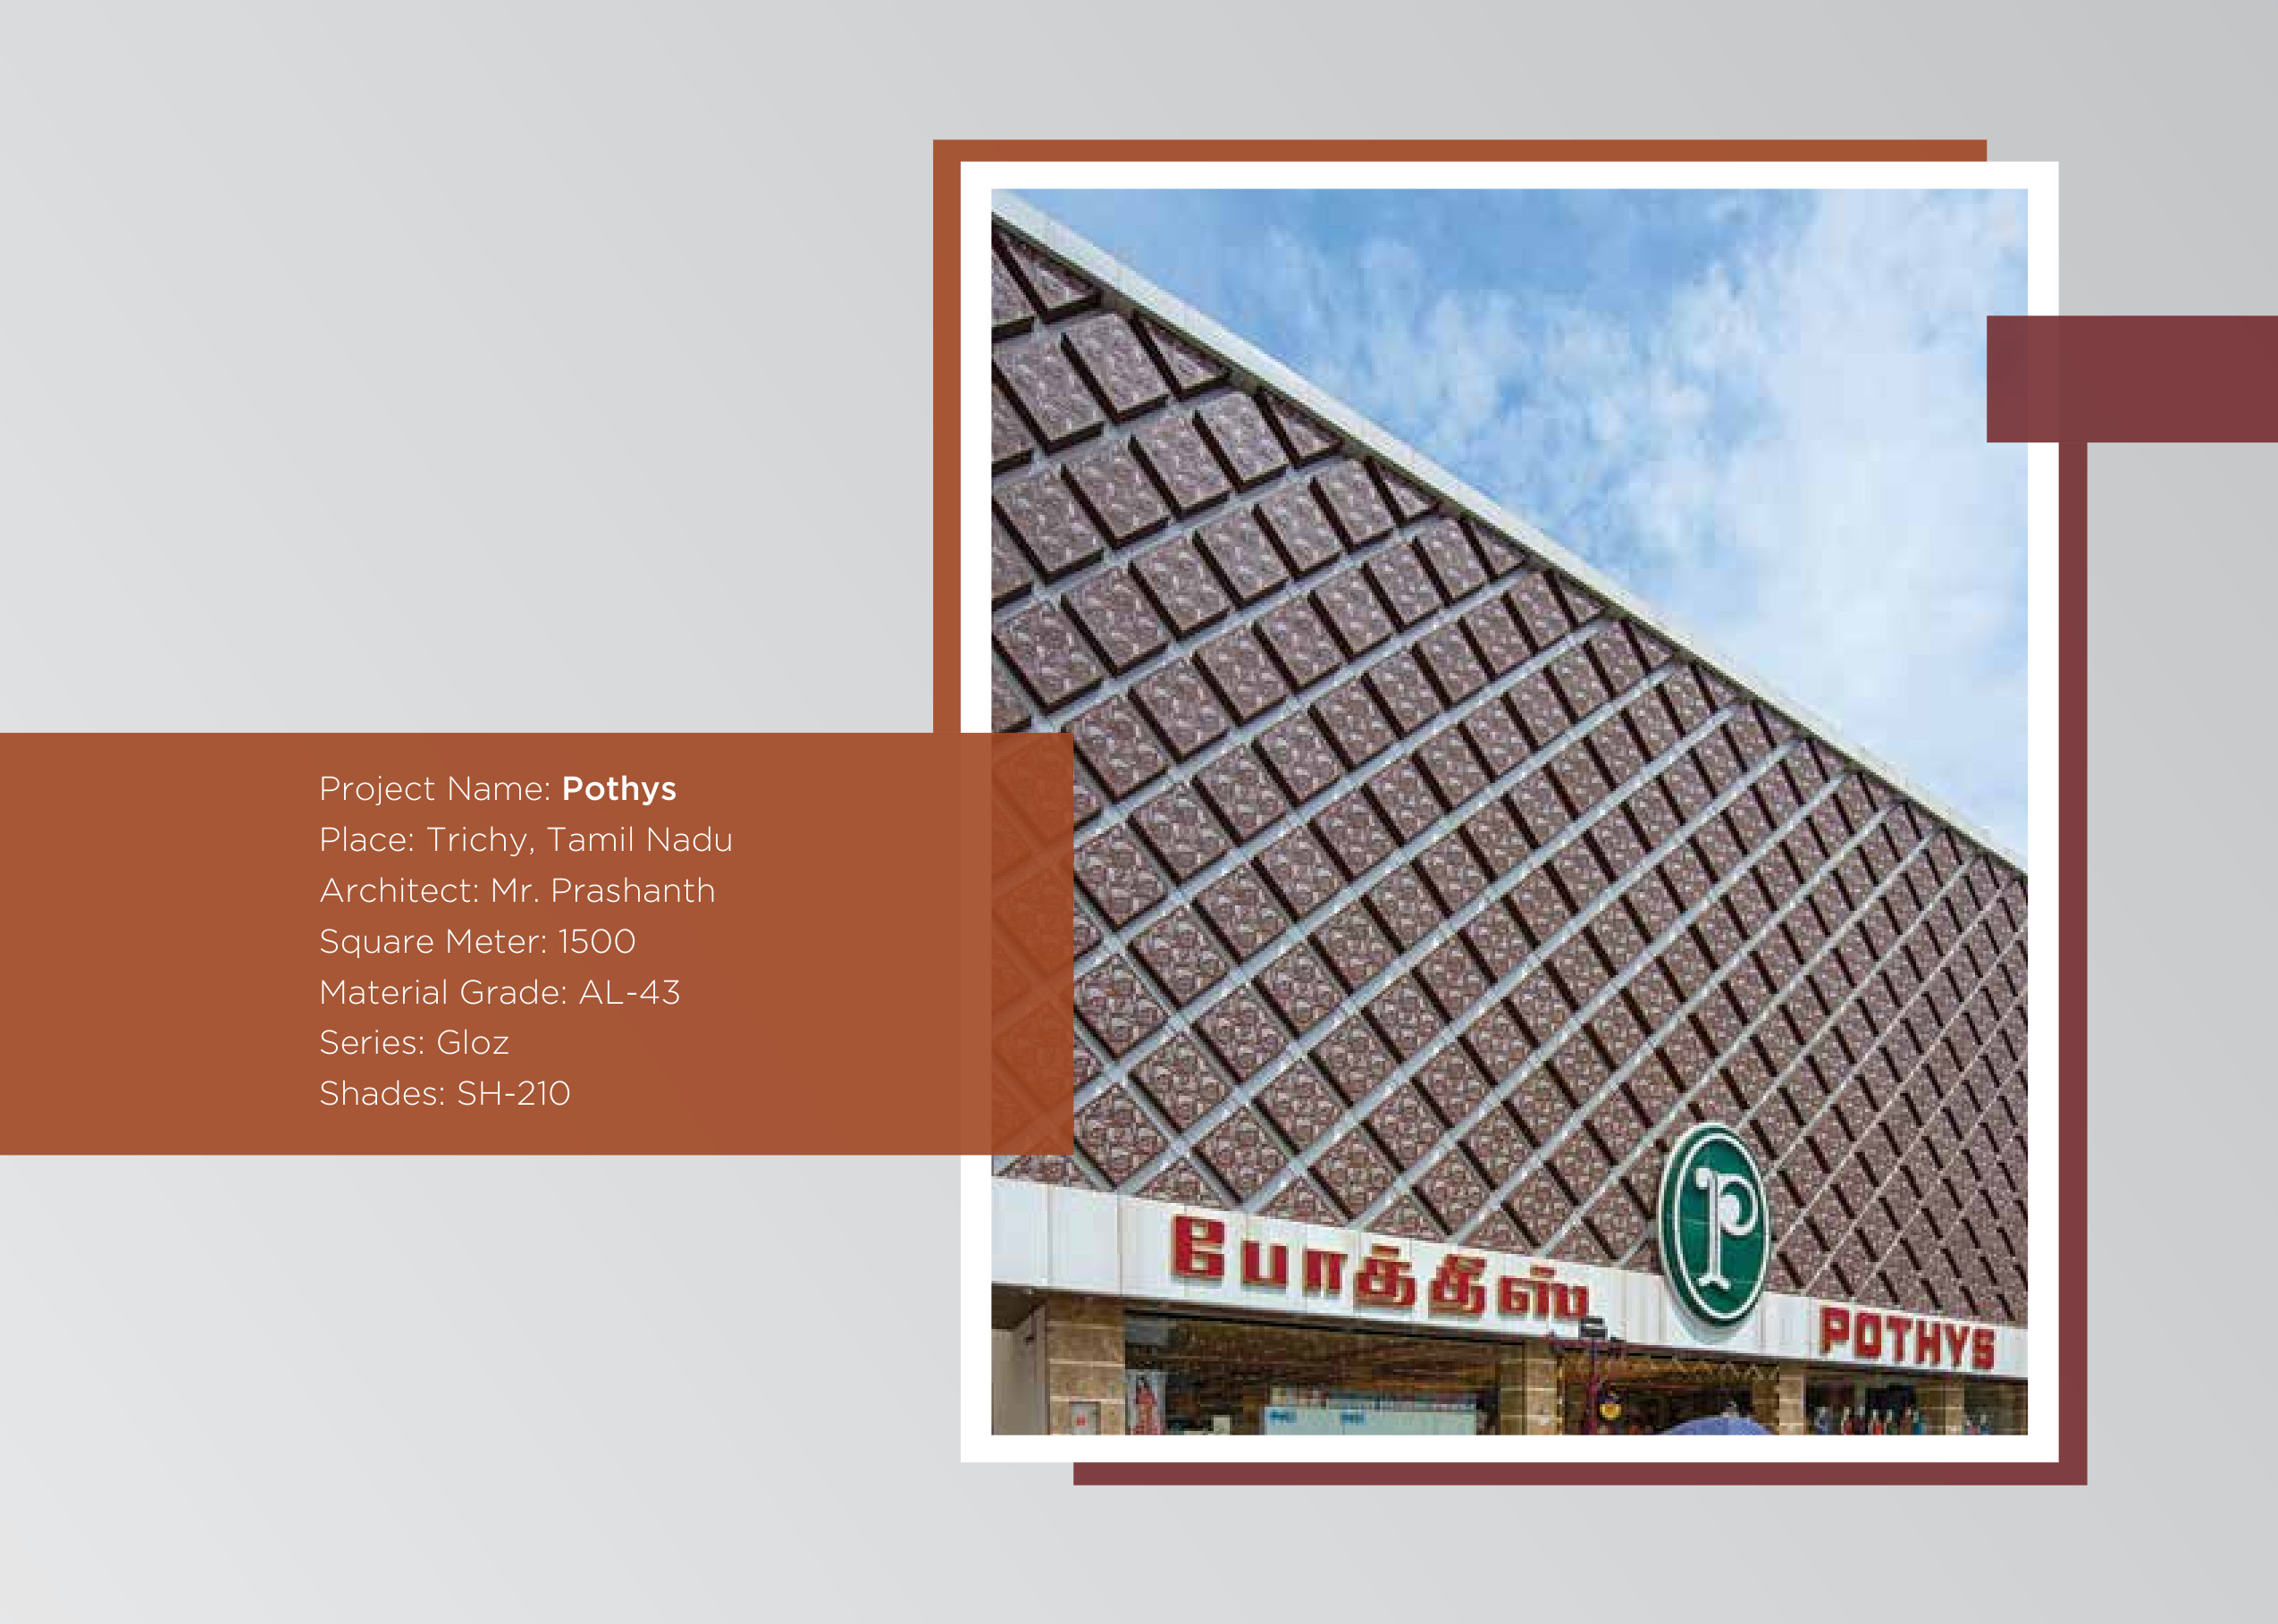 Project Name: Pothys
Place: Trichy, Tamil Nadu
Architect: Mr. Prashanth
Square Meter: 1500
Material Grade: AL-43
Series: Gloz
Shades: SH-210
போத்தீஸ்
P
POTHYS